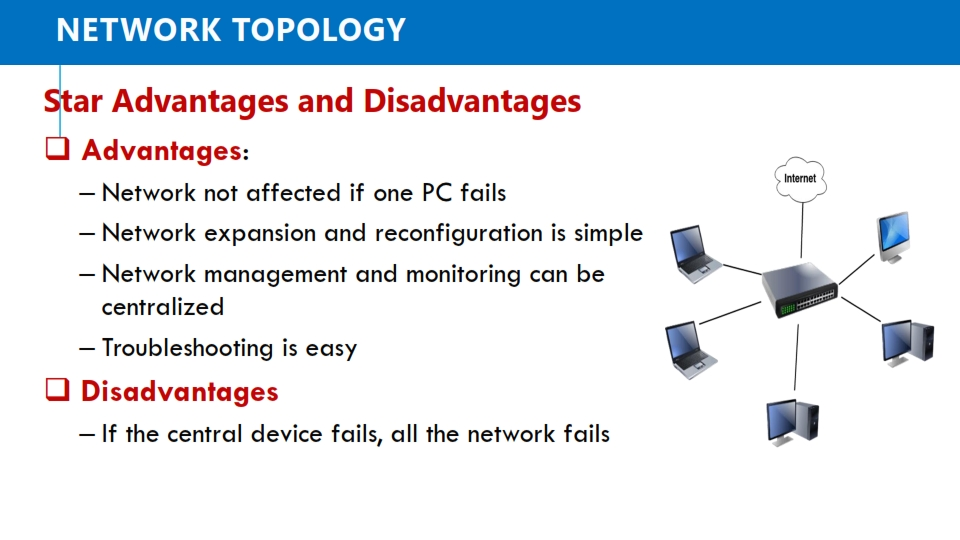 NETWORK TOPOLOGY
Star Advantages and Disadvantages
❑ Advantages:
– Network not affected if one PC fails
– Network expansion and reconfiguration is simple
– Network management and monitoring can be
centralized
– Troubleshooting is easy
❑ Disadvantages
– If the central device fails, all the network fails
Internet